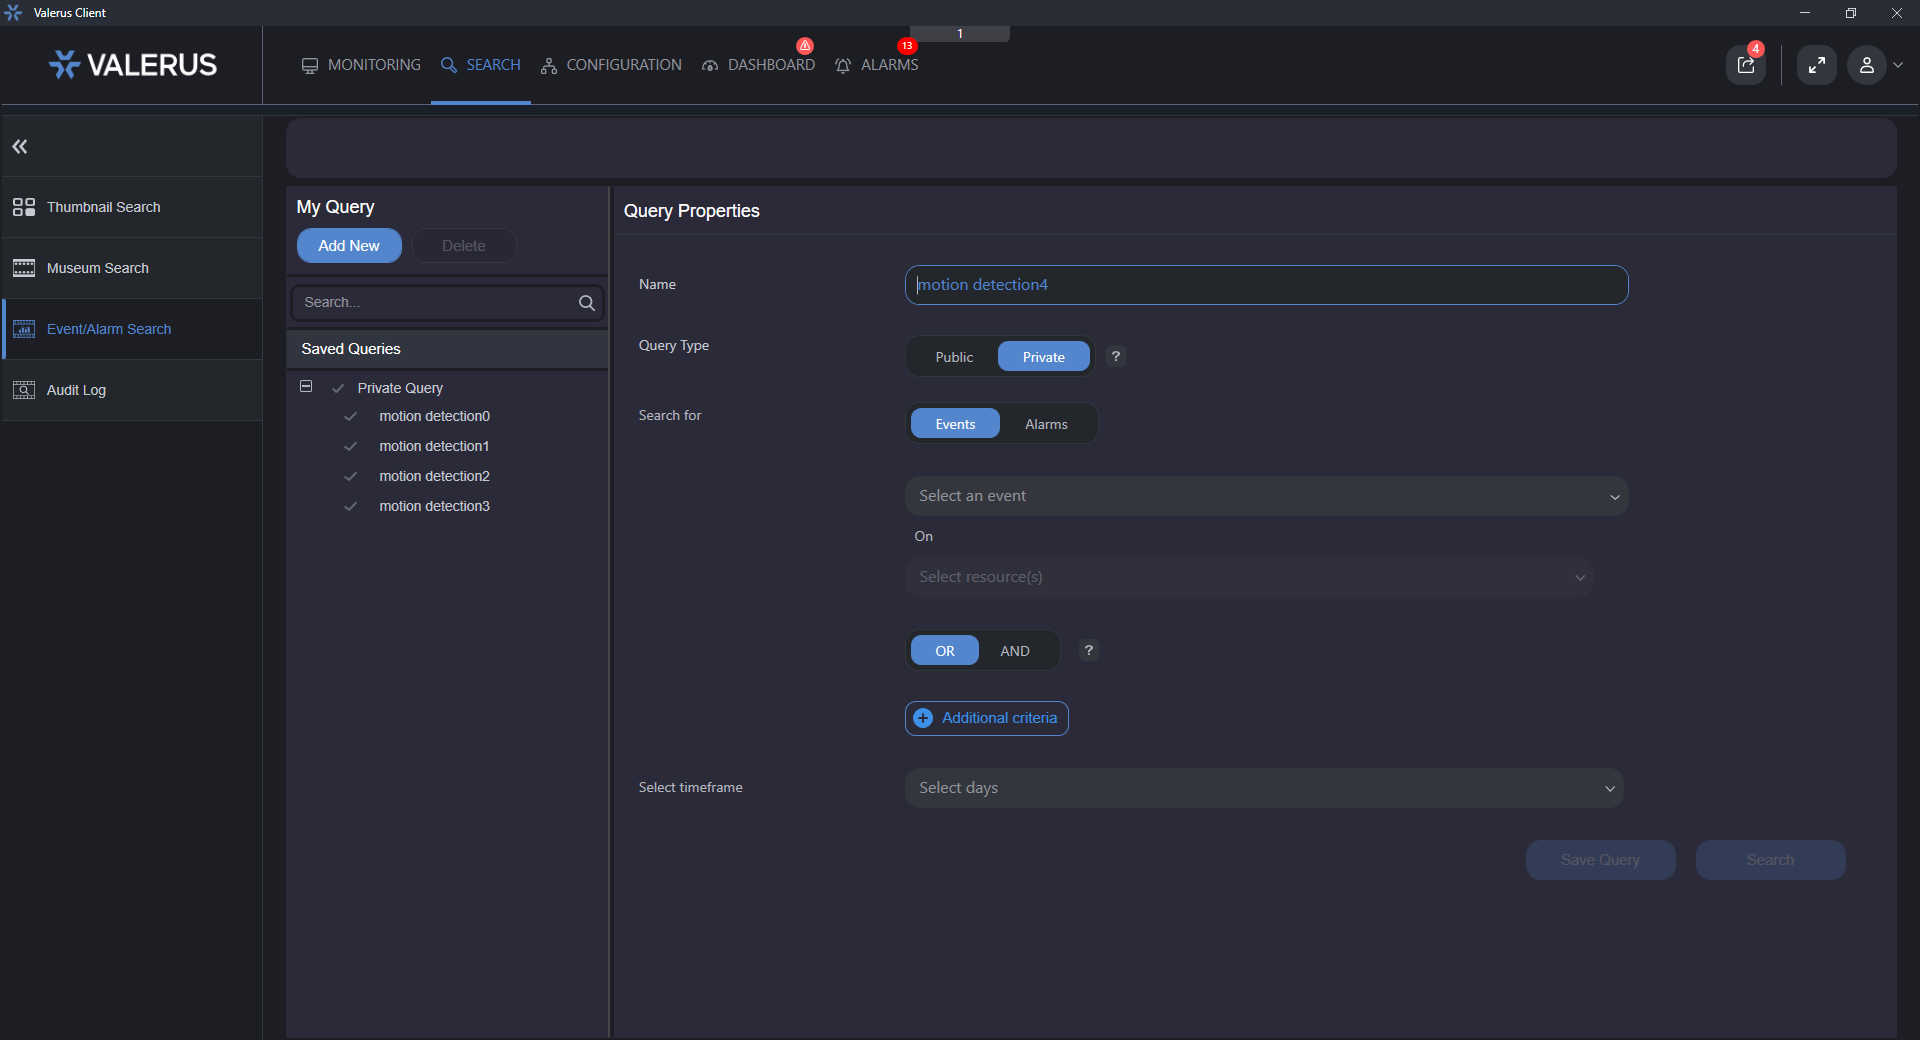 Valerus Client
1
VALERUS
MONITORING
SEARCH
CONFIGURATION
DASHBOARD
13
ALARMS
4
Thumbnail Search
Museum Search
Event/Alarm Search
Audit Log
My Query
Add New
Delete
Search...
Saved Queries
Private Query
motion detection0
motion detection1
motion detection2
motion detection3
Query Properties
Name
motion detection4
Query Type
Public
Private
?
Search for
Events
Alarms
Select an event
On
Select resource(s)
OR
AND
?
Additional criteria
Select timeframe
Select days
Save Query
Search